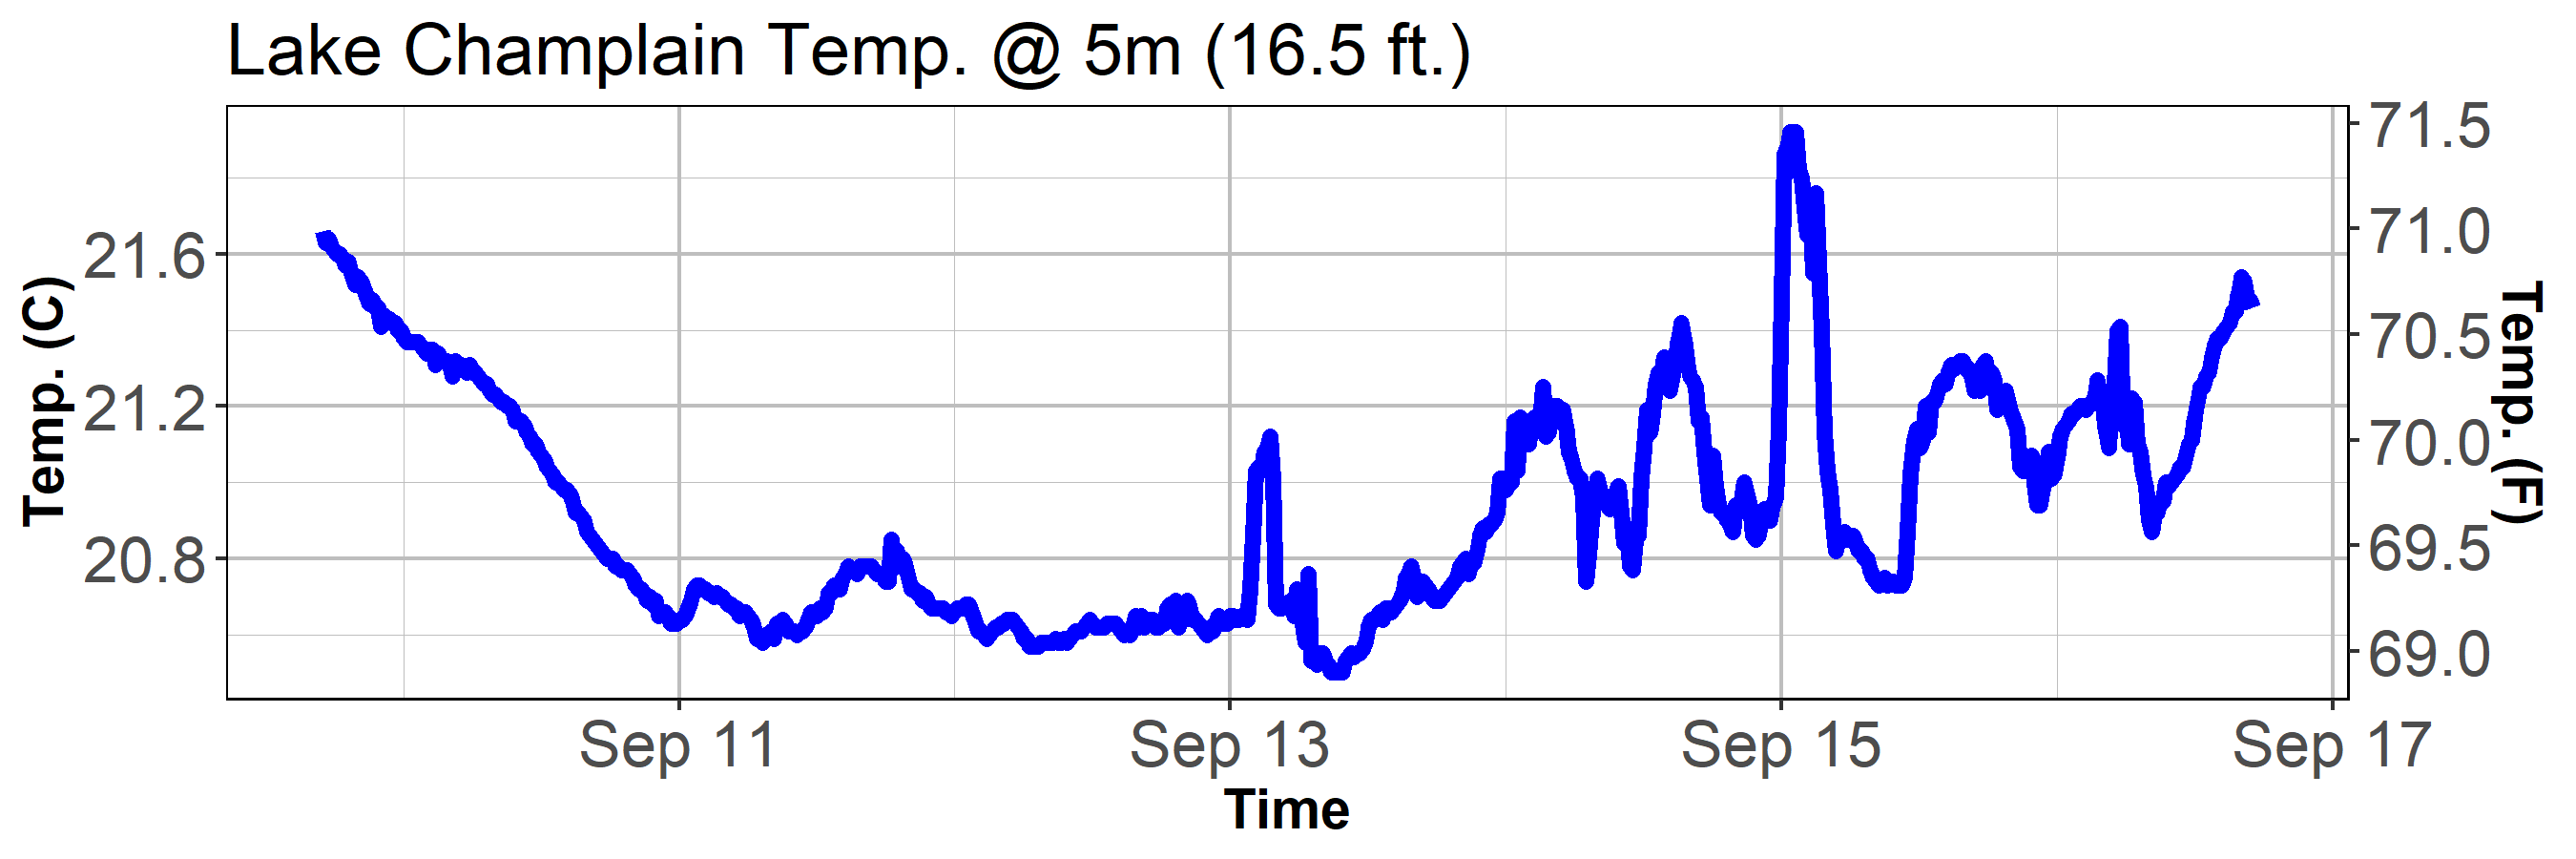 Lake Champlain Temp. @ 5m (16.5 ft.)
Temp. (C)
21.6
21.2
20.8
71.5
71.0
70.5
70.0
69.5
69.0
Temp. (F)
Sep 11
Sep 13
Sep 15
Sep 17
Time